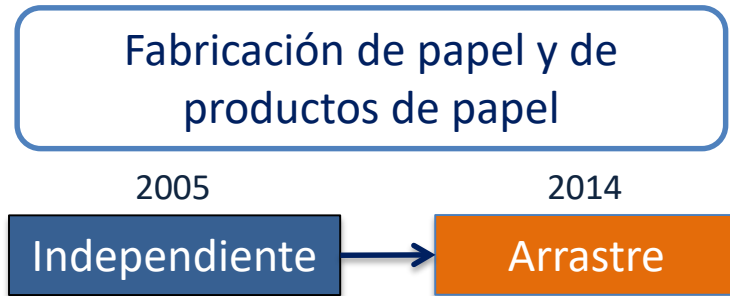 Fabricación de papel y de
productos de papel
2005 2014
Independiente Arrastre